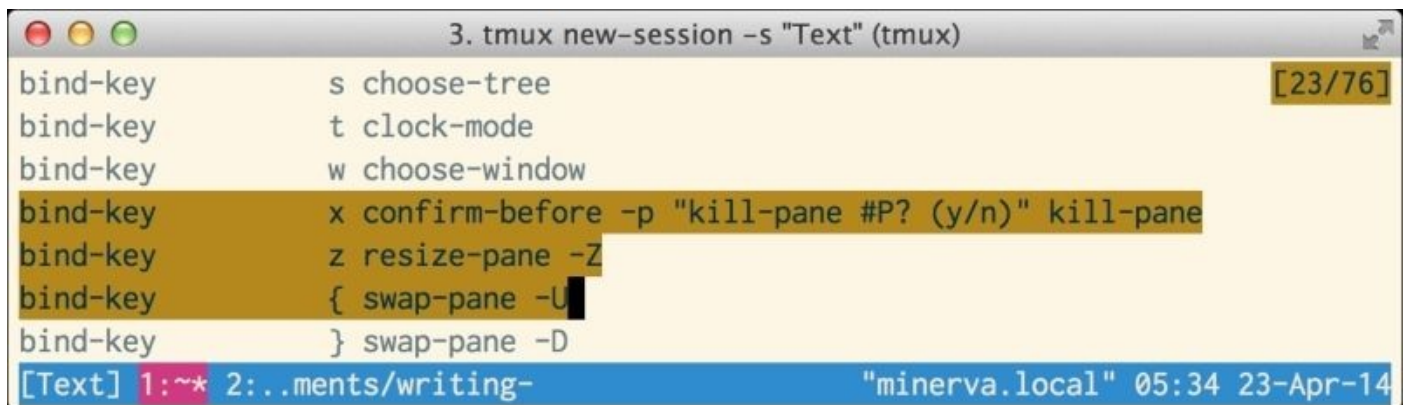 3. tmux new-session -s "Text" (tmux)
bind-key s choose-tree [23/76]
bind-key t clock-mode
bind-key w choose-window
bind-key x confirm-before -p "kill-pane #P? (y/n)" kill-pane
bind-key z resize-pane -Z
bind-key { swap-pane -U
bind-key } swap-pane -D
[Text] 1:~* 2:..ments/writing- "minerva.local" 05:34 23-Apr-14